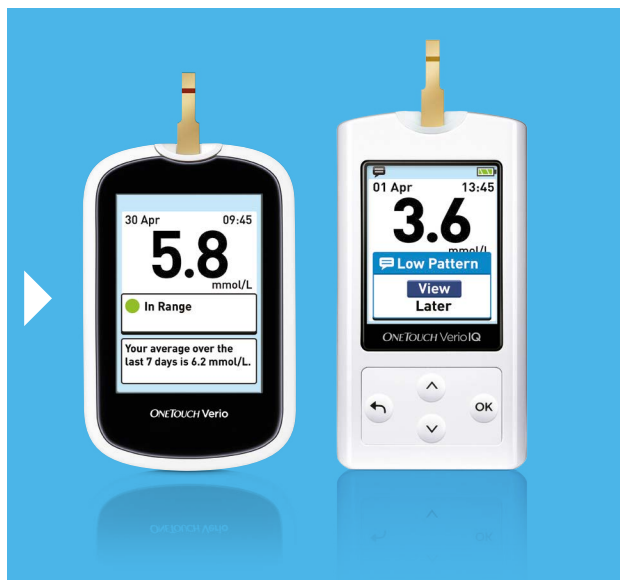 30 Apr 09:45
5.8
mmol/L
In Range
Your average over the
last 7 days is 6.2 mmol/L.
ONETOUCH Verio
01 Apr 13:45
3.6
mmol/L
Low Pattern
View
Later
ONETOUCH VerioIQ
OK